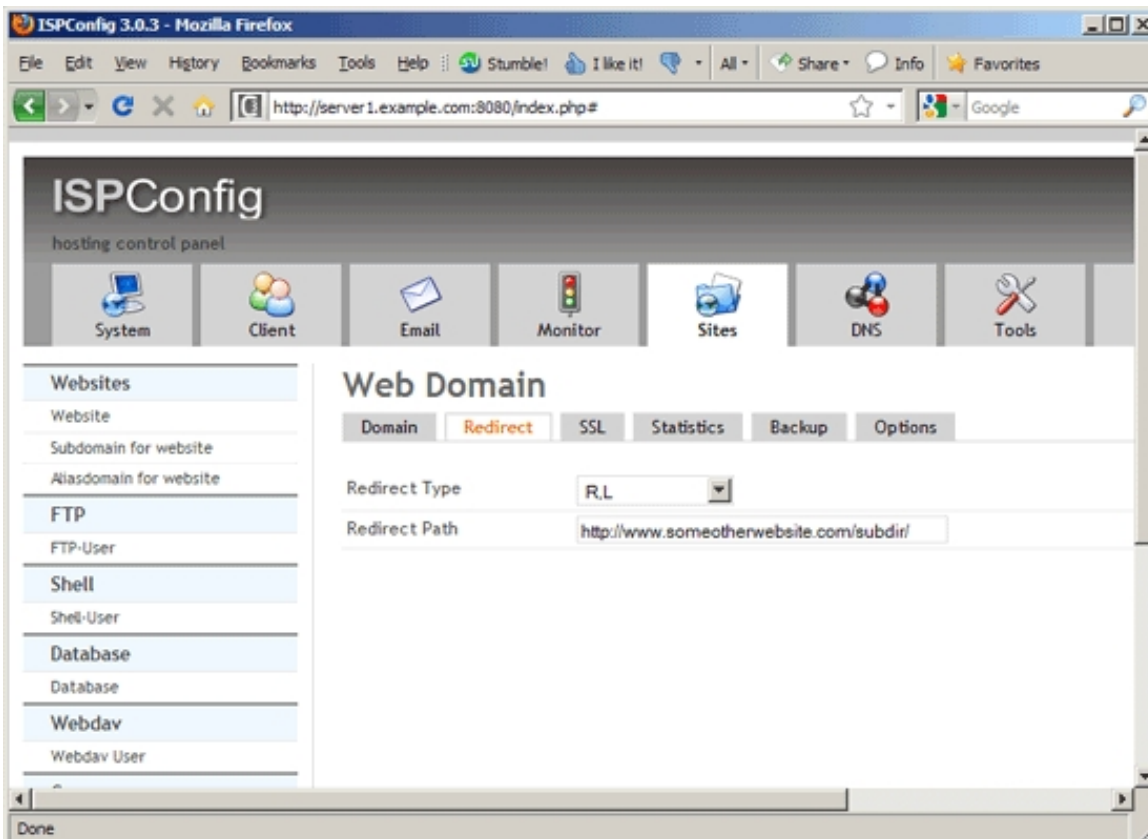 ISPConfig 3.0.3 - Mozilla Firefox
File Edit View History Bookmarks Tools Help Stumble! I like it! All Share Info Favorites
http://server1.example.com:8080/index.php# Google
ISPConfig
hosting control panel
System Client Email Monitor Sites DNS Tools
Websites
Website
Subdomain for website
Aliasdomain for website
FTP
FTP-User
Shell
Shell-User
Database
Database
Webdav
Webdav User
Web Domain
Domain Redirect SSL Statistics Backup Options
Redirect Type R,L
Redirect Path http://www.someotherwebsite.com/subdir/
Done